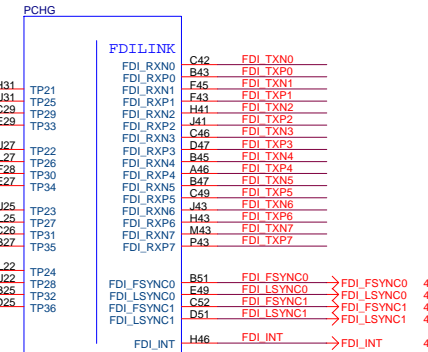 PCHG
FDILINK
FDI_RXN0 C42 FDI_TXN0
FDI_RXP0 B43 FDI_TXP0
H31 TP21 FDI_RXN1 F45 FDI_TXN1
J31 TP25 FDI_RXP1 F43 FDI_TXP1
C29 TP29 FDI_RXN2 H41 FDI_TXN2
E29 TP33 FDI_RXP2 J41 FDI_TXP2
FDI_RXN3 C46 FDI_TXN3
J27 TP22 FDI_RXP3 D47 FDI_TXP3
L27 TP26 FDI_RXN4 B45 FDI_TXN4
F28 TP30 FDI_RXP4 A46 FDI_TXP4
E27 TP34 FDI_RXN5 B47 FDI_TXN5
FDI_RXP5 C49 FDI_TXP5
J25 TP23 FDI_RXN6 J43 FDI_TXN6
L25 TP27 FDI_RXP6 H43 FDI_TXP6
C26 TP31 FDI_RXN7 M43 FDI_TXN7
B27 TP35 FDI_RXP7 P43 FDI_TXP7
L22 TP24
J22 TP28 FDI_FSYNC0 B51 FDI_FSYNC0 FDI_FSYNC0 4
B25 TP32 FDI_LSYNC0 E49 FDI_LSYNC0 FDI_LSYNC0 4
D25 TP36 FDI_FSYNC1 C52 FDI_FSYNC1 FDI_FSYNC1 4
FDI_LSYNC1 D51 FDI_LSYNC1 FDI_LSYNC1 4
FDI_INT H46 FDI_INT FDI_INT 4